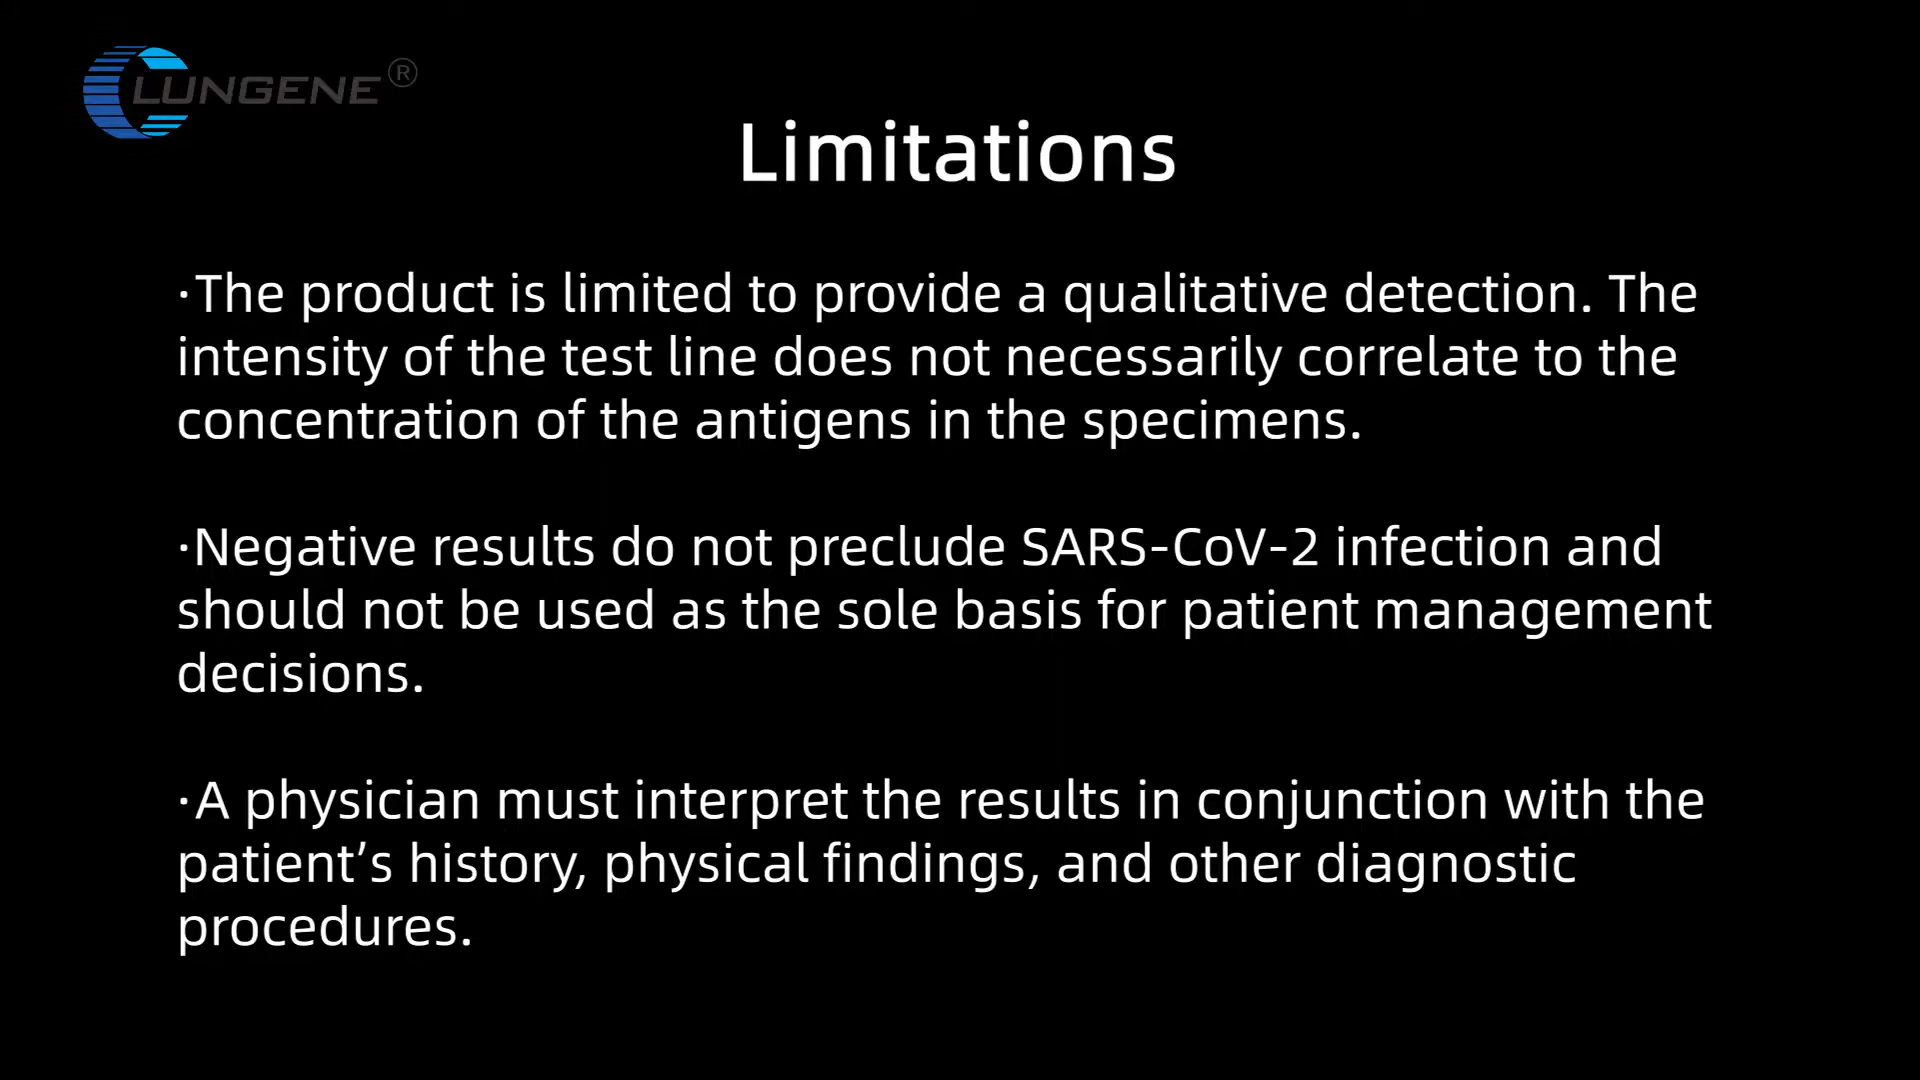 CLUNGENE®
Limitations
·The product is limited to provide a qualitative detection. The
intensity of the test line does not necessarily correlate to the
concentration of the antigens in the specimens.
·Negative results do not preclude SARS-CoV-2 infection and
should not be used as the sole basis for patient management
decisions.
·A physician must interpret the results in conjunction with the
patient’s history, physical findings, and other diagnostic
procedures.